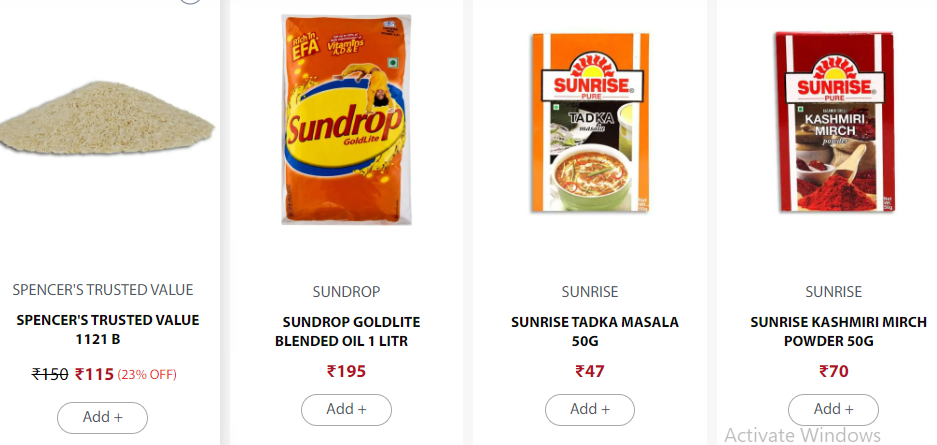 Rich in
EFA
Vitamins
A,D & E
Sundrop
GoldLite
SUNRISE
PURE
TADKA
masala
SUNRISE
PURE
KASHMIRI
MIRCH
powder
SPENCER'S TRUSTED VALUE
SPENCER'S TRUSTED VALUE
1121 B
₹150 ₹115 (23% OFF)
Add +
SUNDROP
SUNDROP GOLDLITE
BLENDED OIL 1 LITR
₹195
Add +
SUNRISE
SUNRISE TADKA MASALA
50G
₹47
Add +
SUNRISE
SUNRISE KASHMIRI MIRCH
POWDER 50G
₹70
Add +
Activate Windows